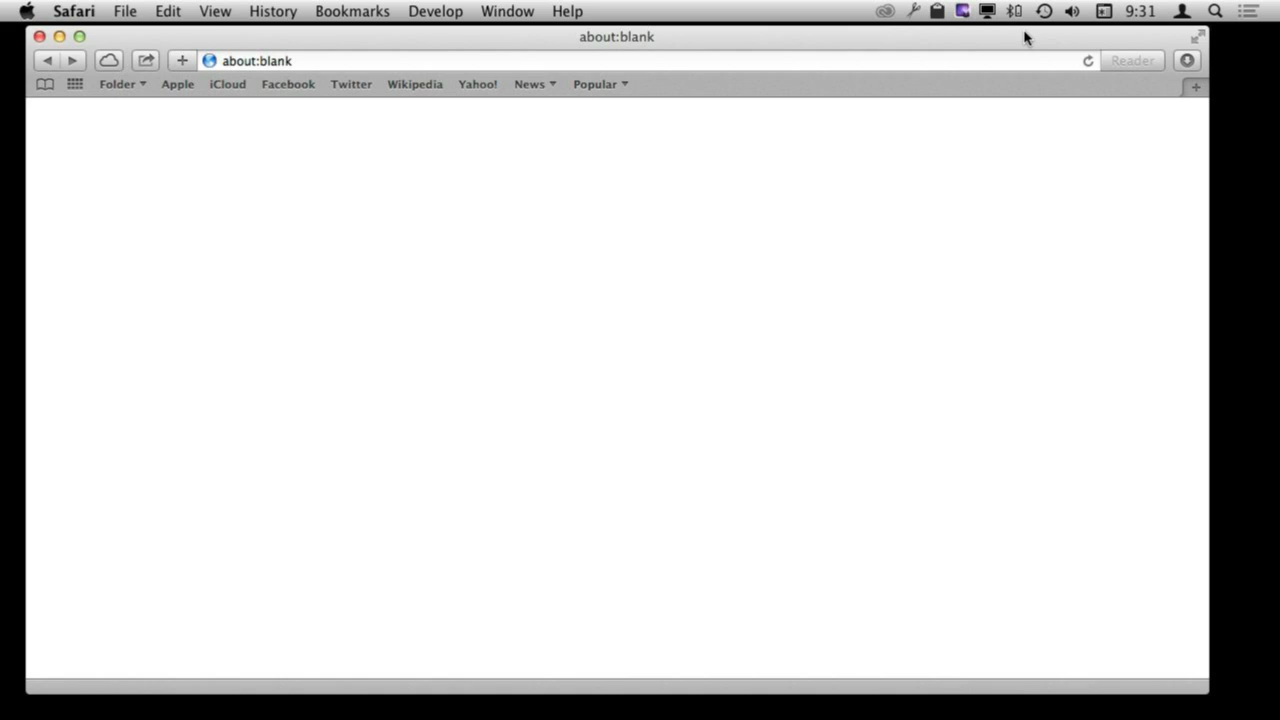 Safari File Edit View History Bookmarks Develop Window Help 9:31
about:blank
about:blank Reader
Folder Apple iCloud Facebook Twitter Wikipedia Yahoo! News Popular